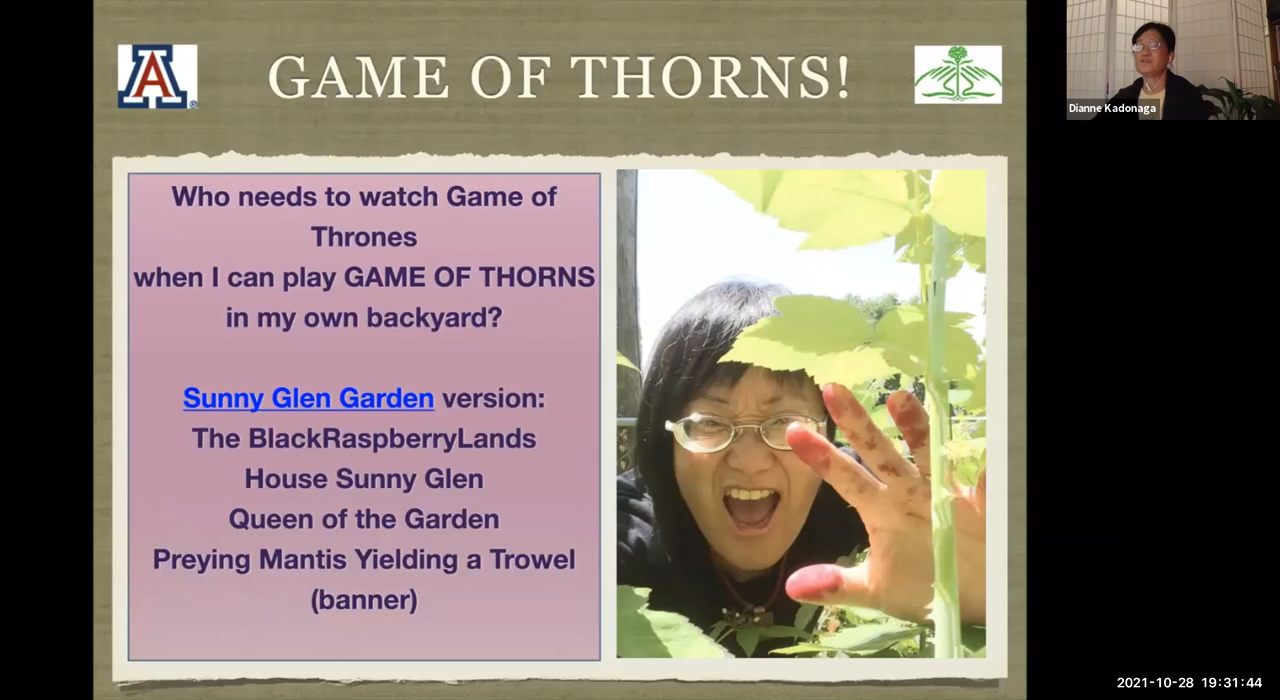 A
GAME OF THORNS!
Who needs to watch Game of
Thrones
when I can play GAME OF THORNS
in my own backyard?
Sunny Glen Garden version:
The BlackRaspberryLands
House Sunny Glen
Queen of the Garden
Preying Mantis Yielding a Trowel
(banner)
Dianne Kadonaga
2021-10-28 19:31:44